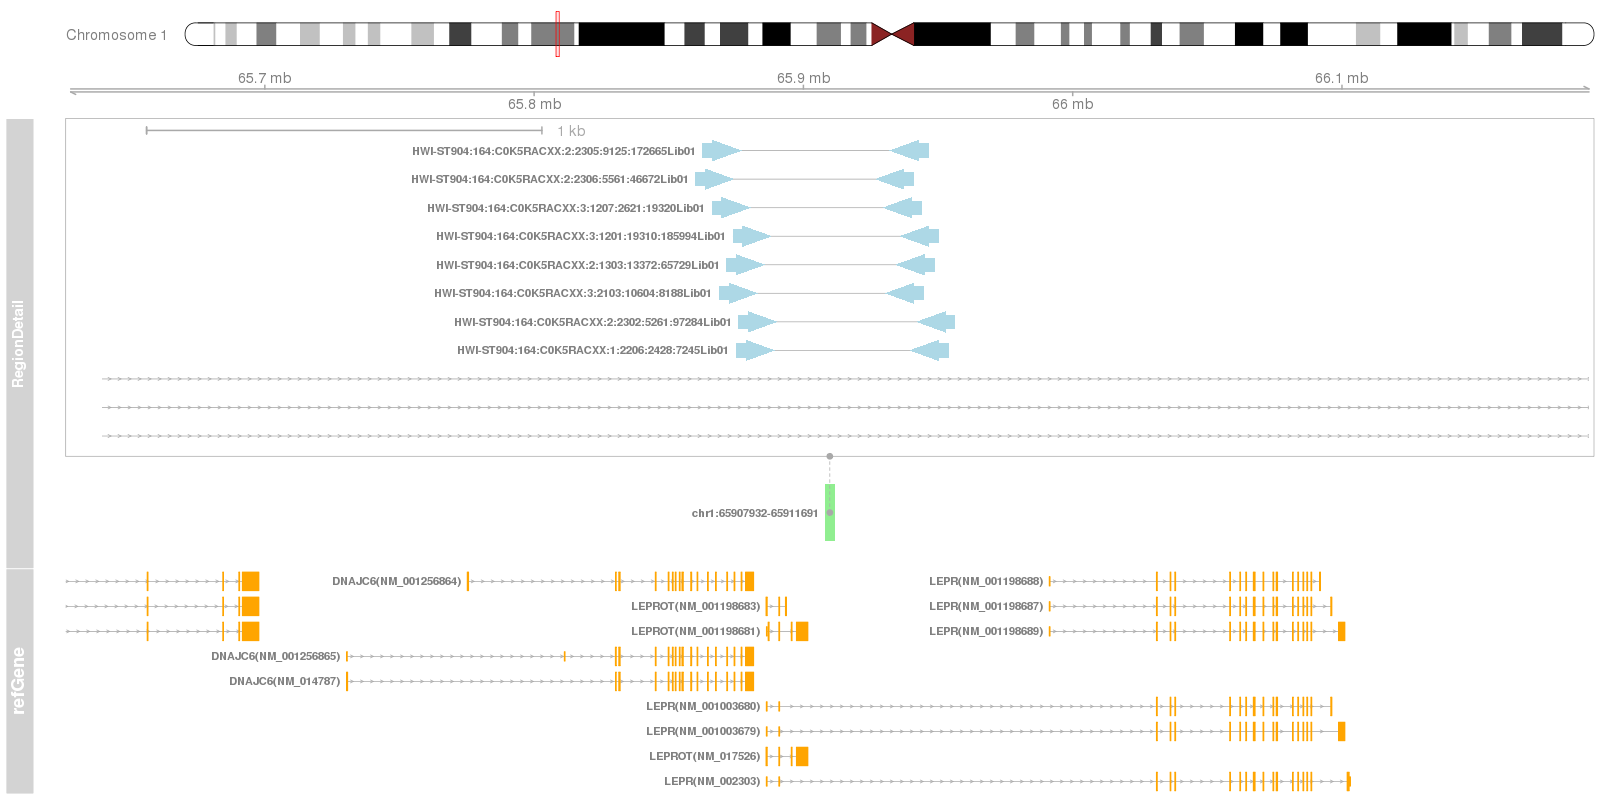 Chromosome 1
65.7 mb 65.9 mb 66.1 mb
65.8 mb 66 mb
1 kb
RegionDetail
HWI-ST904:164:C0K5RACXX:2:2305:9125:172665Lib01
HWI-ST904:164:C0K5RACXX:2:2306:5561:46672Lib01
HWI-ST904:164:C0K5RACXX:3:1207:2621:19320Lib01
HWI-ST904:164:C0K5RACXX:3:1201:19310:185994Lib01
HWI-ST904:164:C0K5RACXX:2:1303:13372:65729Lib01
HWI-ST904:164:C0K5RACXX:3:2103:10604:8188Lib01
HWI-ST904:164:C0K5RACXX:2:2302:5261:97284Lib01
HWI-ST904:164:C0K5RACXX:1:2206:2428:7245Lib01
chr1:65907932-65911691
refGene
DNAJC6(NM_001256864) LEPR(NM_001198688)
LEPROT(NM_001198683) LEPR(NM_001198687)
LEPROT(NM_001198681) LEPR(NM_001198689)
DNAJC6(NM_001256865)
DNAJC6(NM_014787)
LEPR(NM_001003680)
LEPR(NM_001003679)
LEPROT(NM_017526)
LEPR(NM_002303)